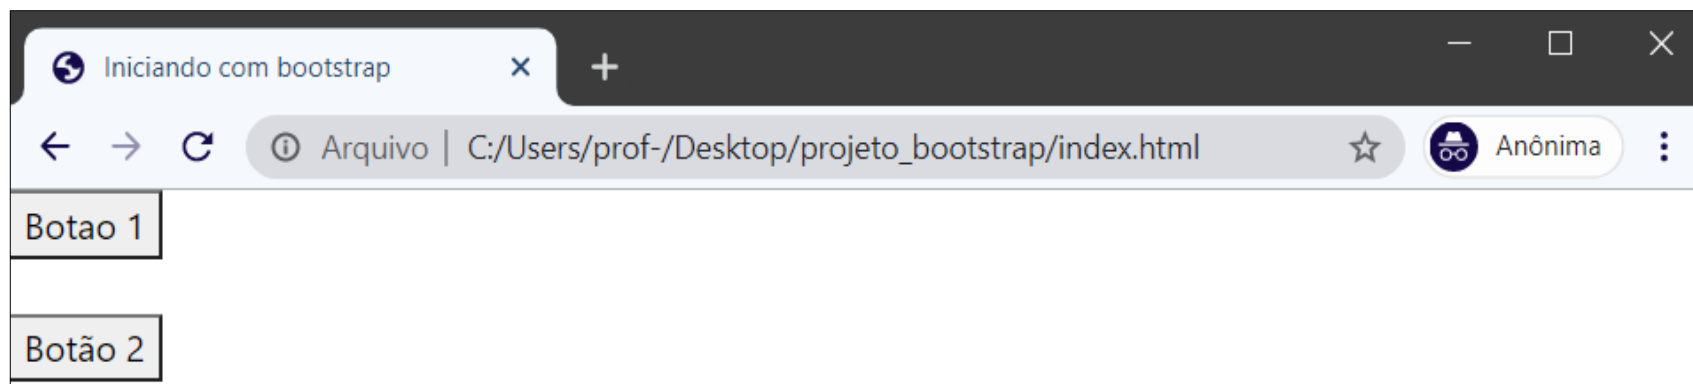 Iniciando com bootstrap
Arquivo | C:/Users/prof-/Desktop/projeto_bootstrap/index.html
Anônima
Botao 1
Botão 2